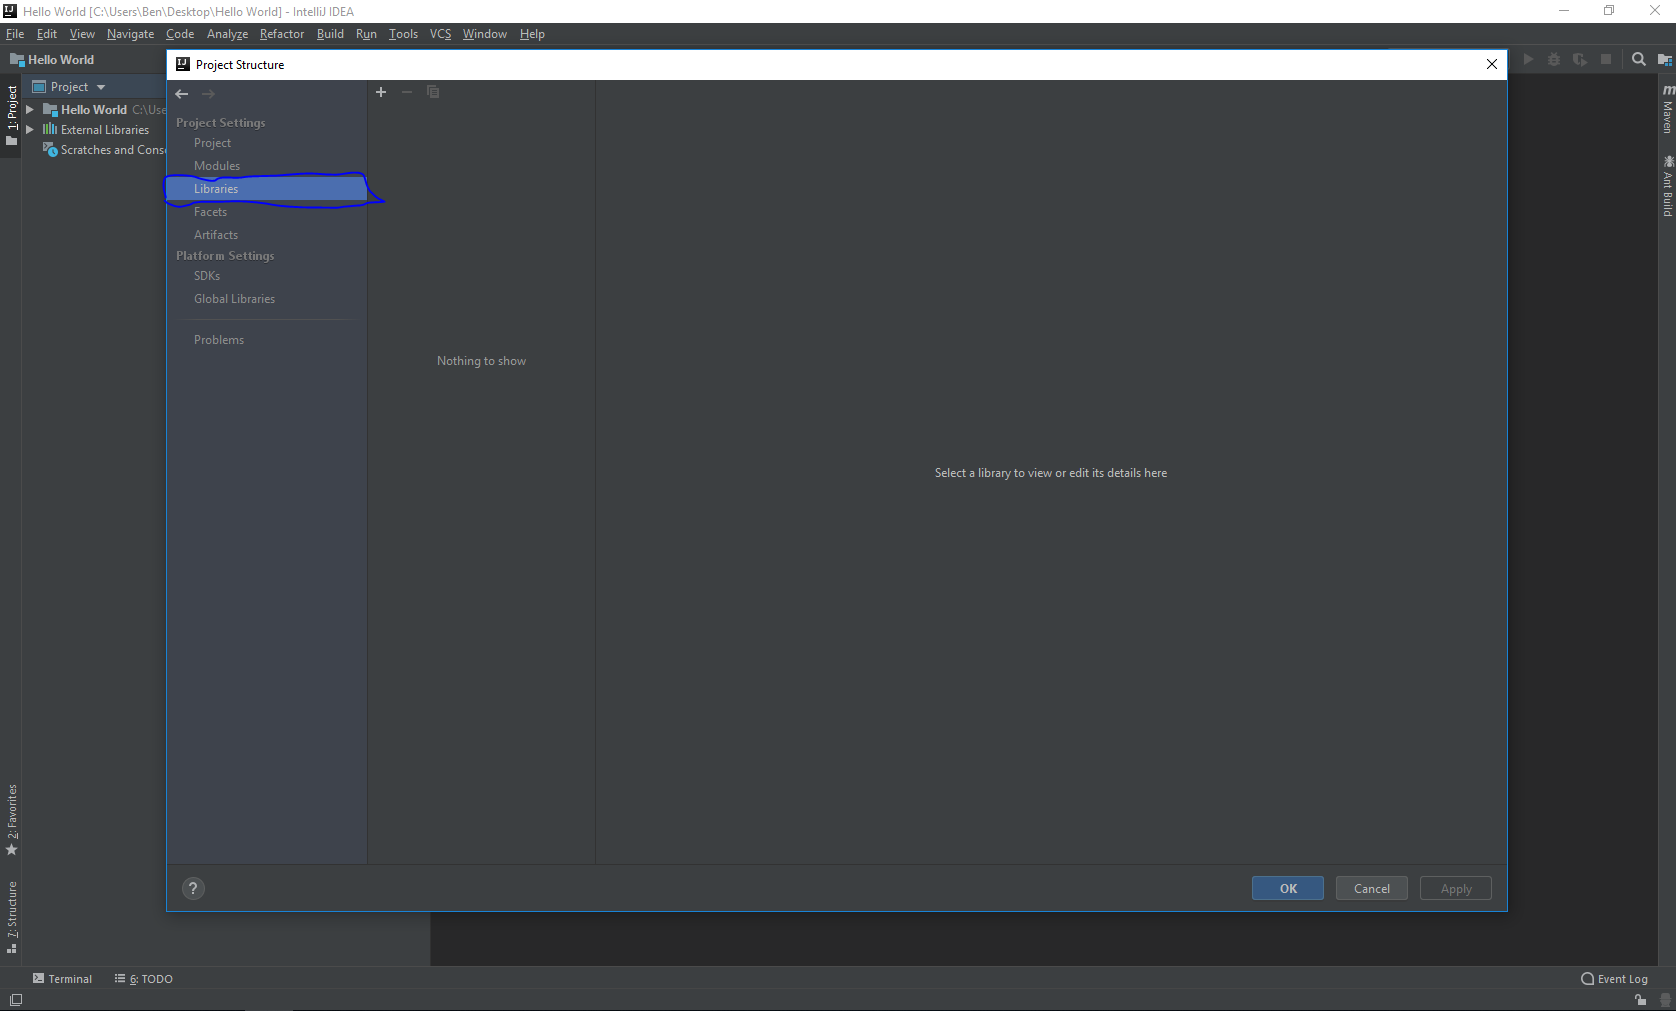 Hello World [C:\Users\Ben\Desktop\Hello World] - IntelliJ IDEA
File Edit View Navigate Code Analyze Refactor Build Run Tools VCS Window Help
Hello World
Project Structure
Project
1: Project
Hello World C:\Use
External Libraries
Scratches and Cons
Project Settings
Project
Modules
Libraries
Facets
Artifacts
Platform Settings
SDKs
Global Libraries
Problems
Nothing to show
Select a library to view or edit its details here
Maven
Ant Build
2: Favorites
7: Structure
?
OK Cancel Apply
Terminal 6: TODO Event Log